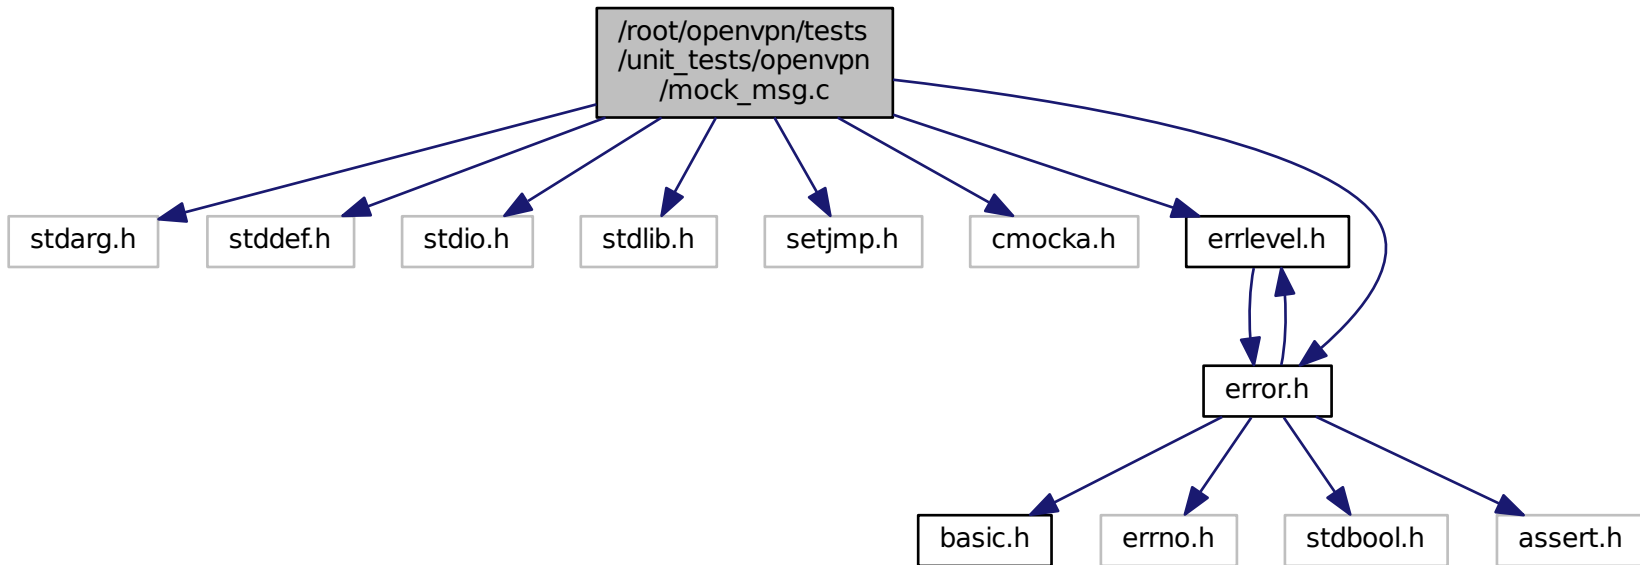 /root/openvpn/tests
/unit_tests/openvpn
/mock_msg.c
stdarg.h
stddef.h
stdio.h
stdlib.h
setjmp.h
cmocka.h
errlevel.h
error.h
basic.h
errno.h
stdbool.h
assert.h